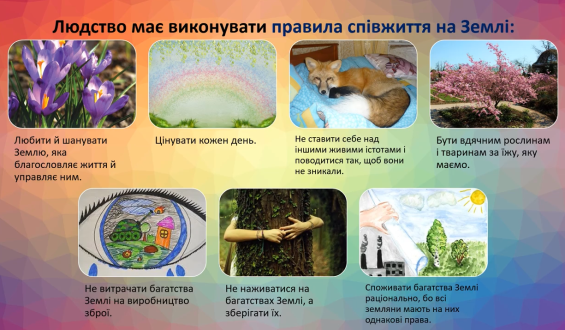 Людство має виконувати правила співжиття на Землі:
Любити й шанувати
Землю, яка
благословляє життя й
управляє ним.
Цінувати кожен день.
Не ставити себе над
іншими живими істотами і
поводитися так, щоб вони
не зникали.
Бути вдячним рослинам
і тваринам за їжу, яку
маємо.
Не витрачати багатства
Землі на виробництво
зброї.
Не наживатися на
багатствах Землі, а
зберігати їх.
Споживати багатства Землі
раціонально, бо всі
земляни мають на них
однакові права.